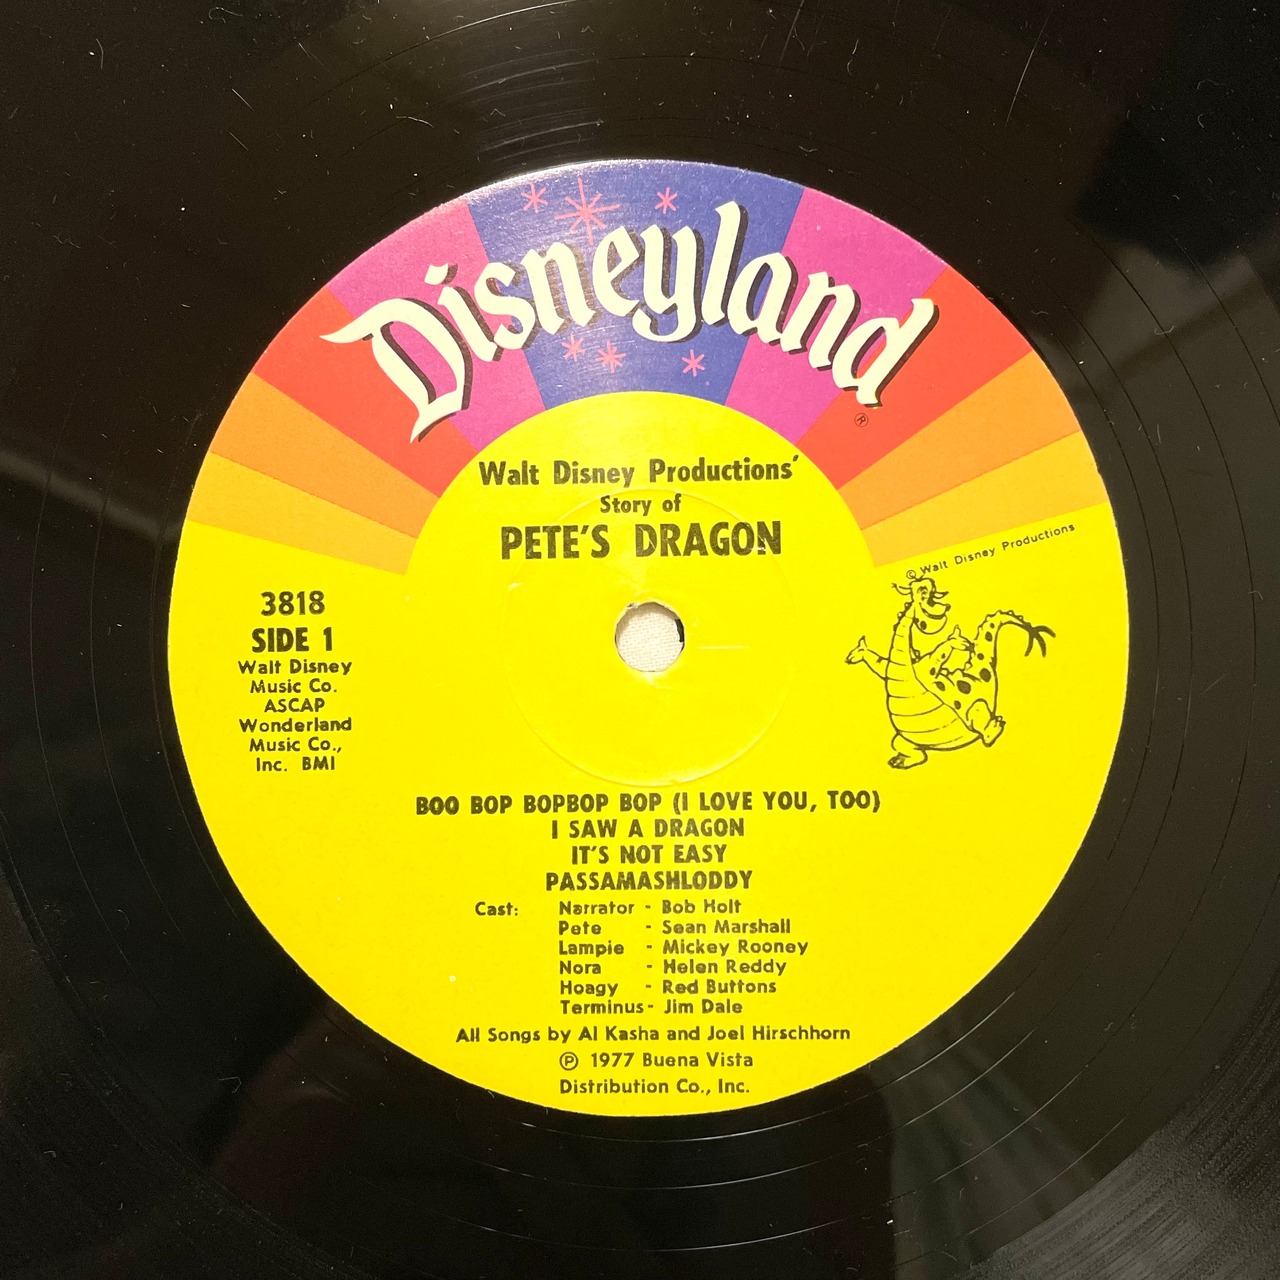 Disneyland
®
Walt Disney Productions'
Story of
PETE'S DRAGON
© Walt Disney Productions
3818
SIDE 1
Walt Disney
Music Co.
ASCAP
Wonderland
Music Co.,
Inc. BMI
BOO BOP BOPBOP BOP (I LOVE YOU, TOO)
I SAW A DRAGON
IT'S NOT EASY
PASSAMASHLODDY
Cast: Narrator - Bob Holt
Pete - Sean Marshall
Lampie - Mickey Rooney
Nora - Helen Reddy
Hoagy - Red Buttons
Terminus - Jim Dale
All Songs by Al Kasha and Joel Hirschhorn
℗ 1977 Buena Vista
Distribution Co., Inc.